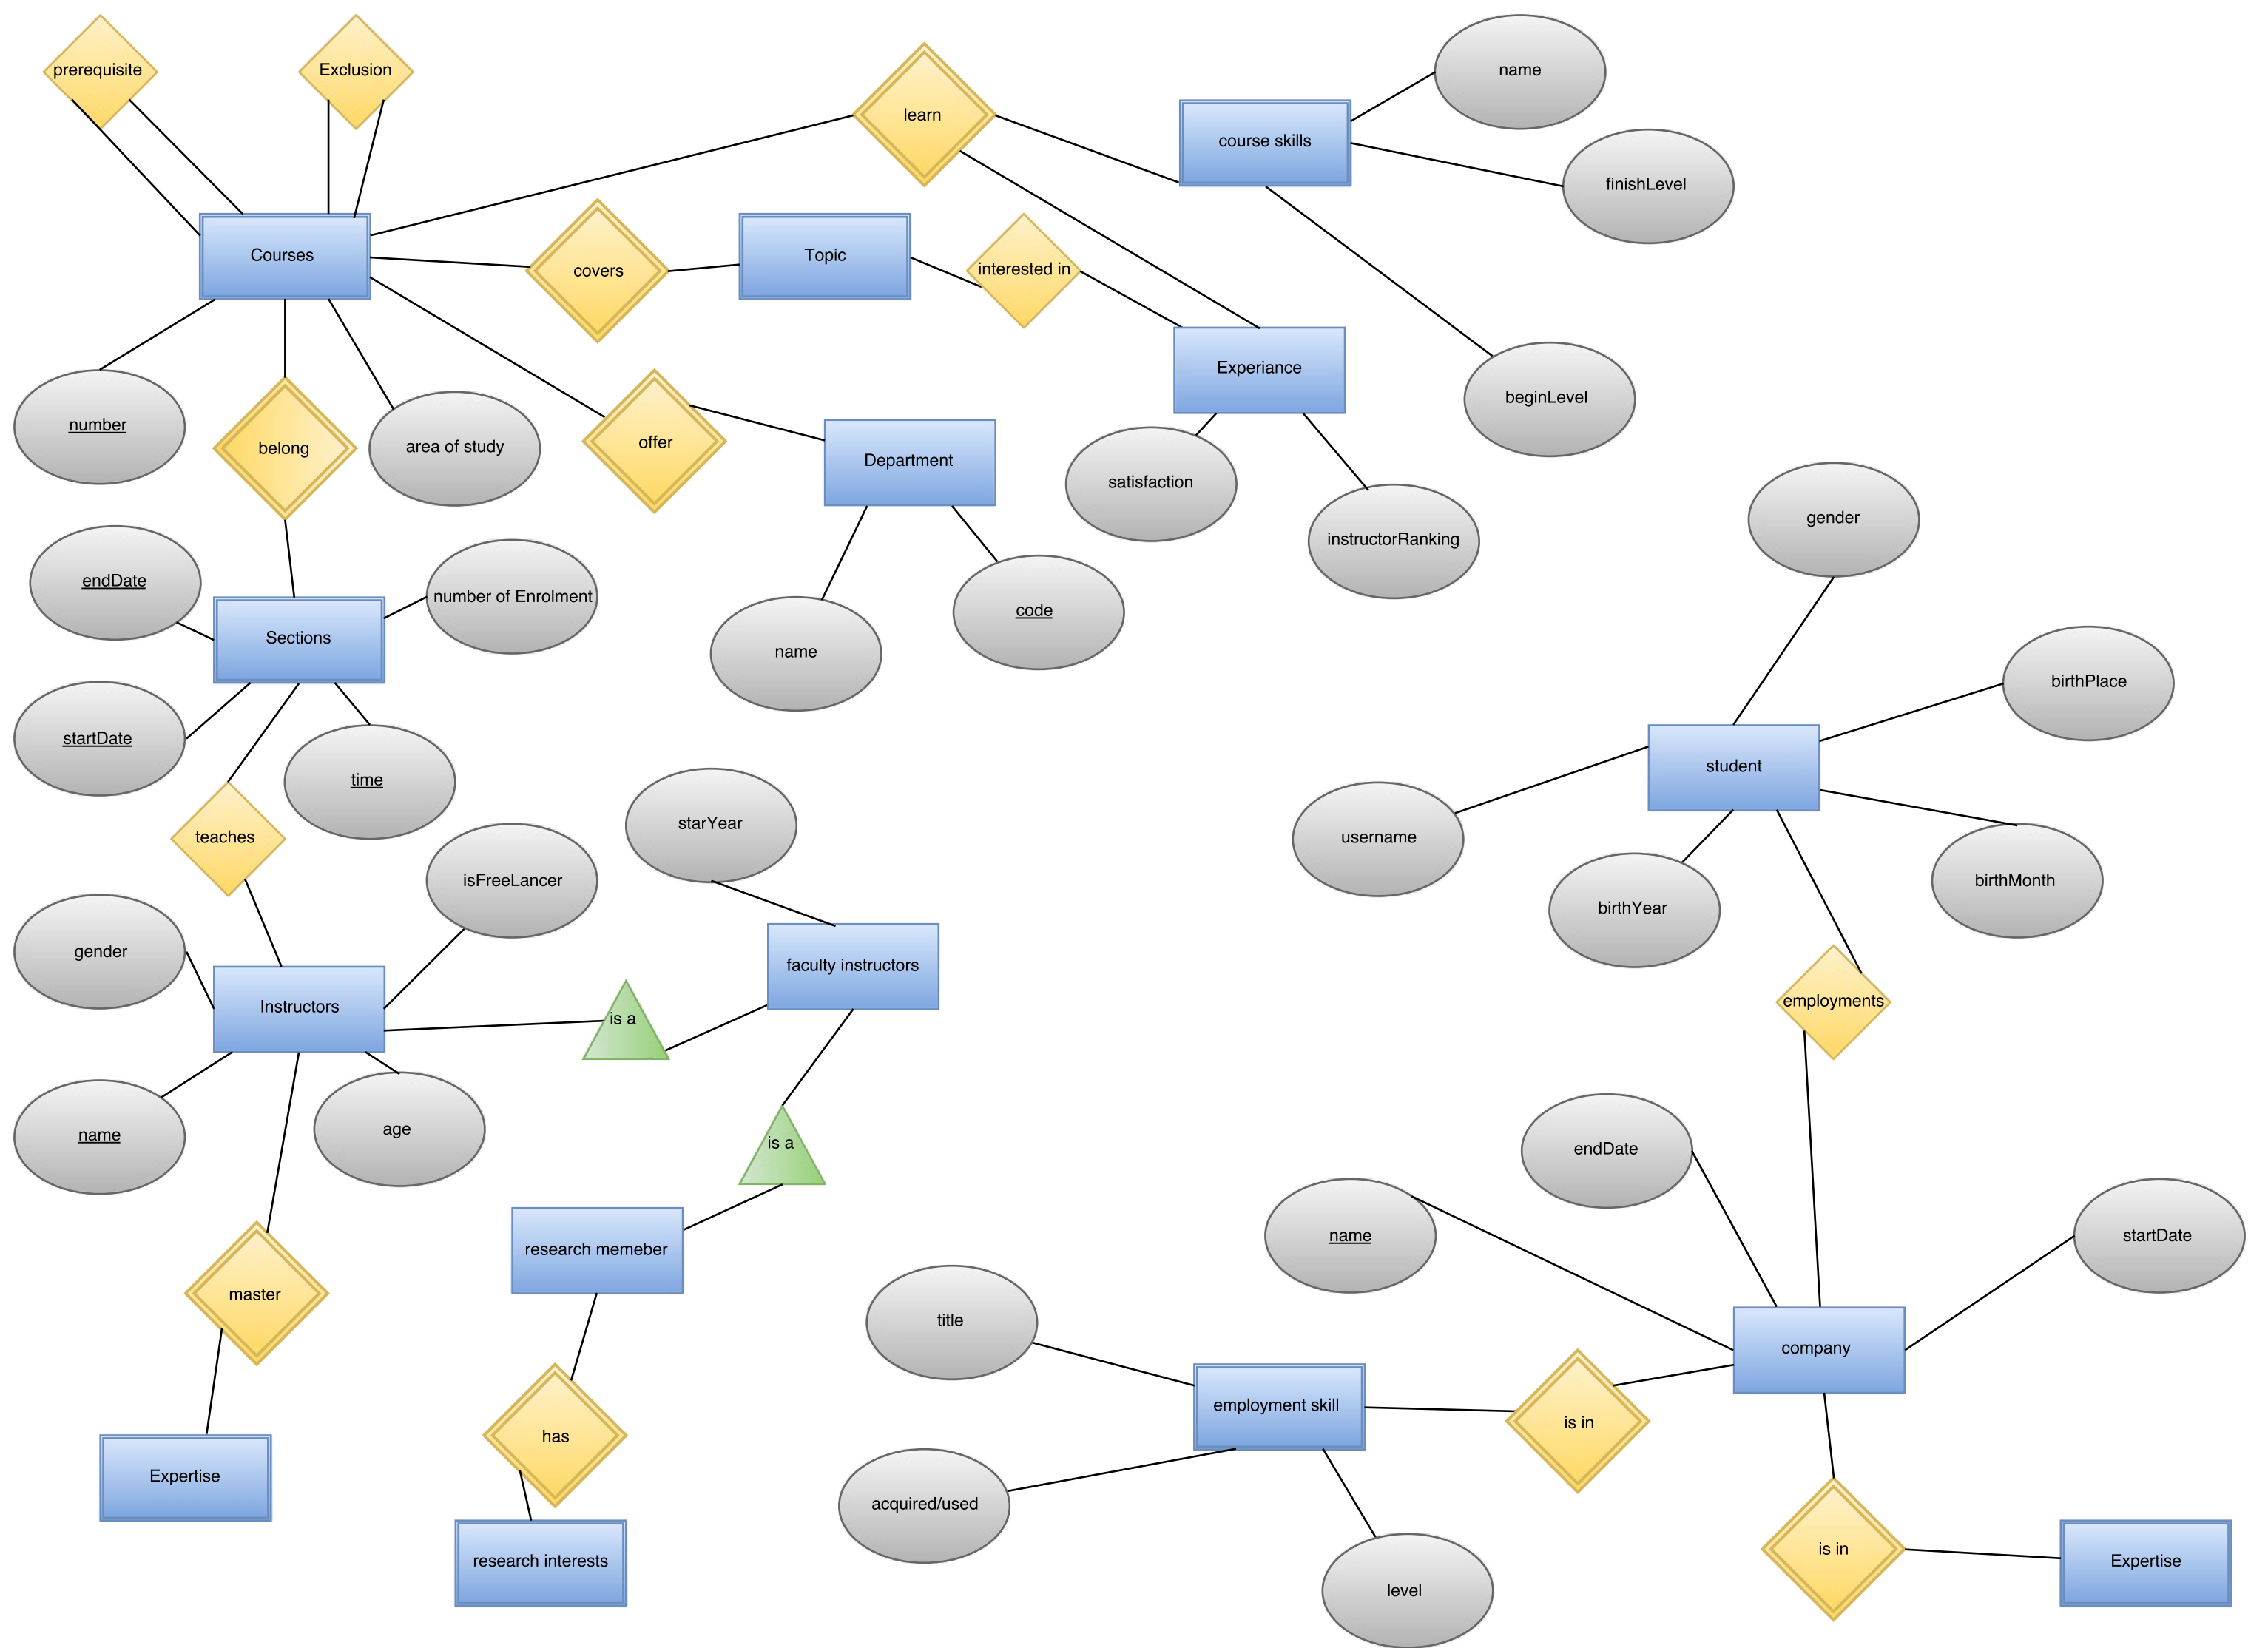 prerequisite
Exclusion
learn
name
course skills
finishLevel
Courses
covers
Topic
interested in
Experiance
beginLevel
number
belong
area of study
offer
Department
satisfaction
instructorRanking
gender
endDate
number of Enrolment
Sections
name
code
birthPlace
startDate
time
student
teaches
starYear
username
isFreeLancer
birthYear
birthMonth
gender
Instructors
faculty instructors
employments
is a
name
age
is a
endDate
research memeber
name
startDate
master
title
company
employment skill
is in
has
Expertise
acquired/used
research interests
level
is in
Expertise